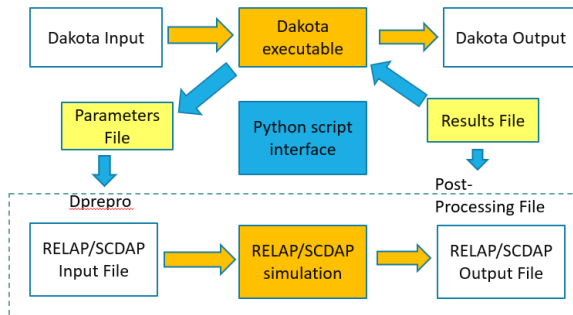 Dakota Input
Dakota
executable
Dakota Output
Parameters
File
Python script
interface
Results File
Dprepro
Post-
Processing File
RELAP/SCDAP
Input File
RELAP/SCDAP
simulation
RELAP/SCDAP
Output File